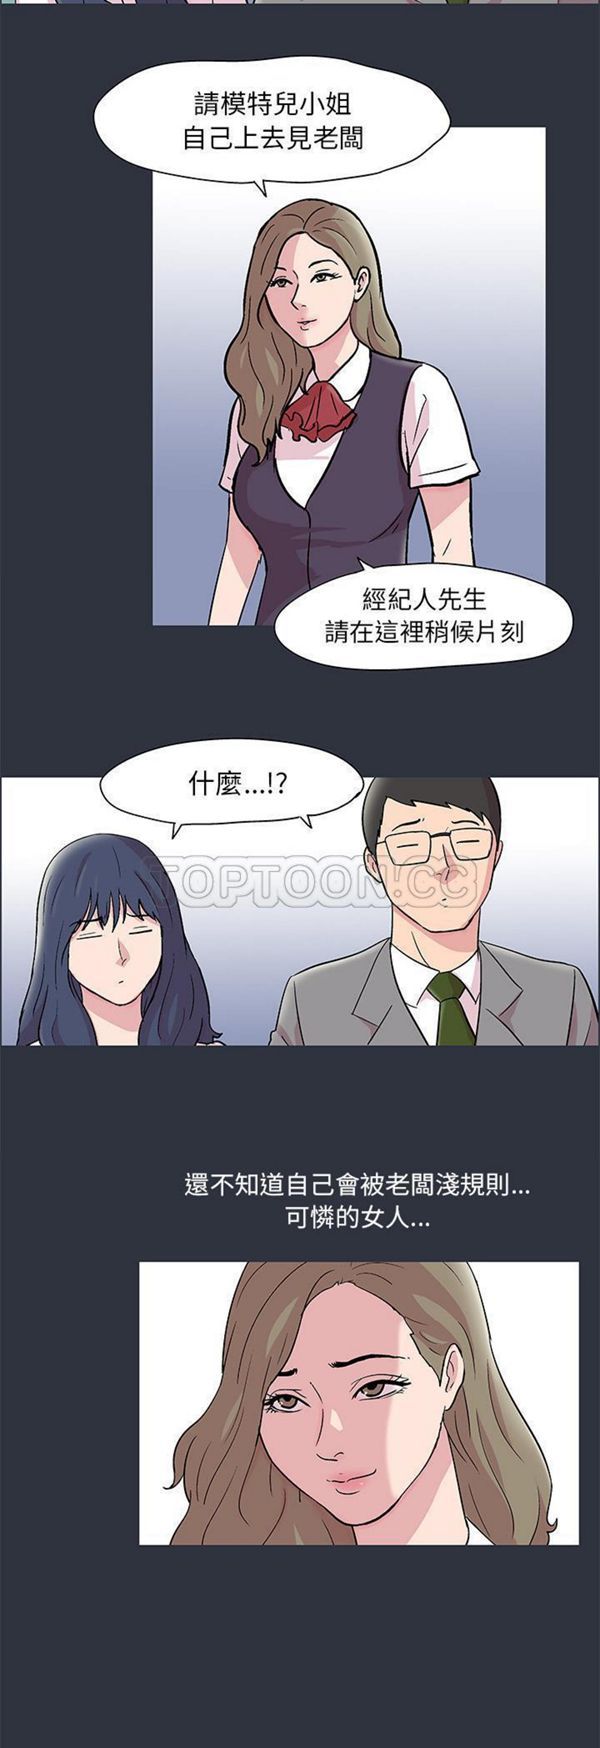 請模特兒小姐
自己上去見老闆
經紀人先生
請在這裡稍候片刻
什麼...!?
TOPTOON.CC
還不知道自己會被老闆淺規則...
可憐的女人...